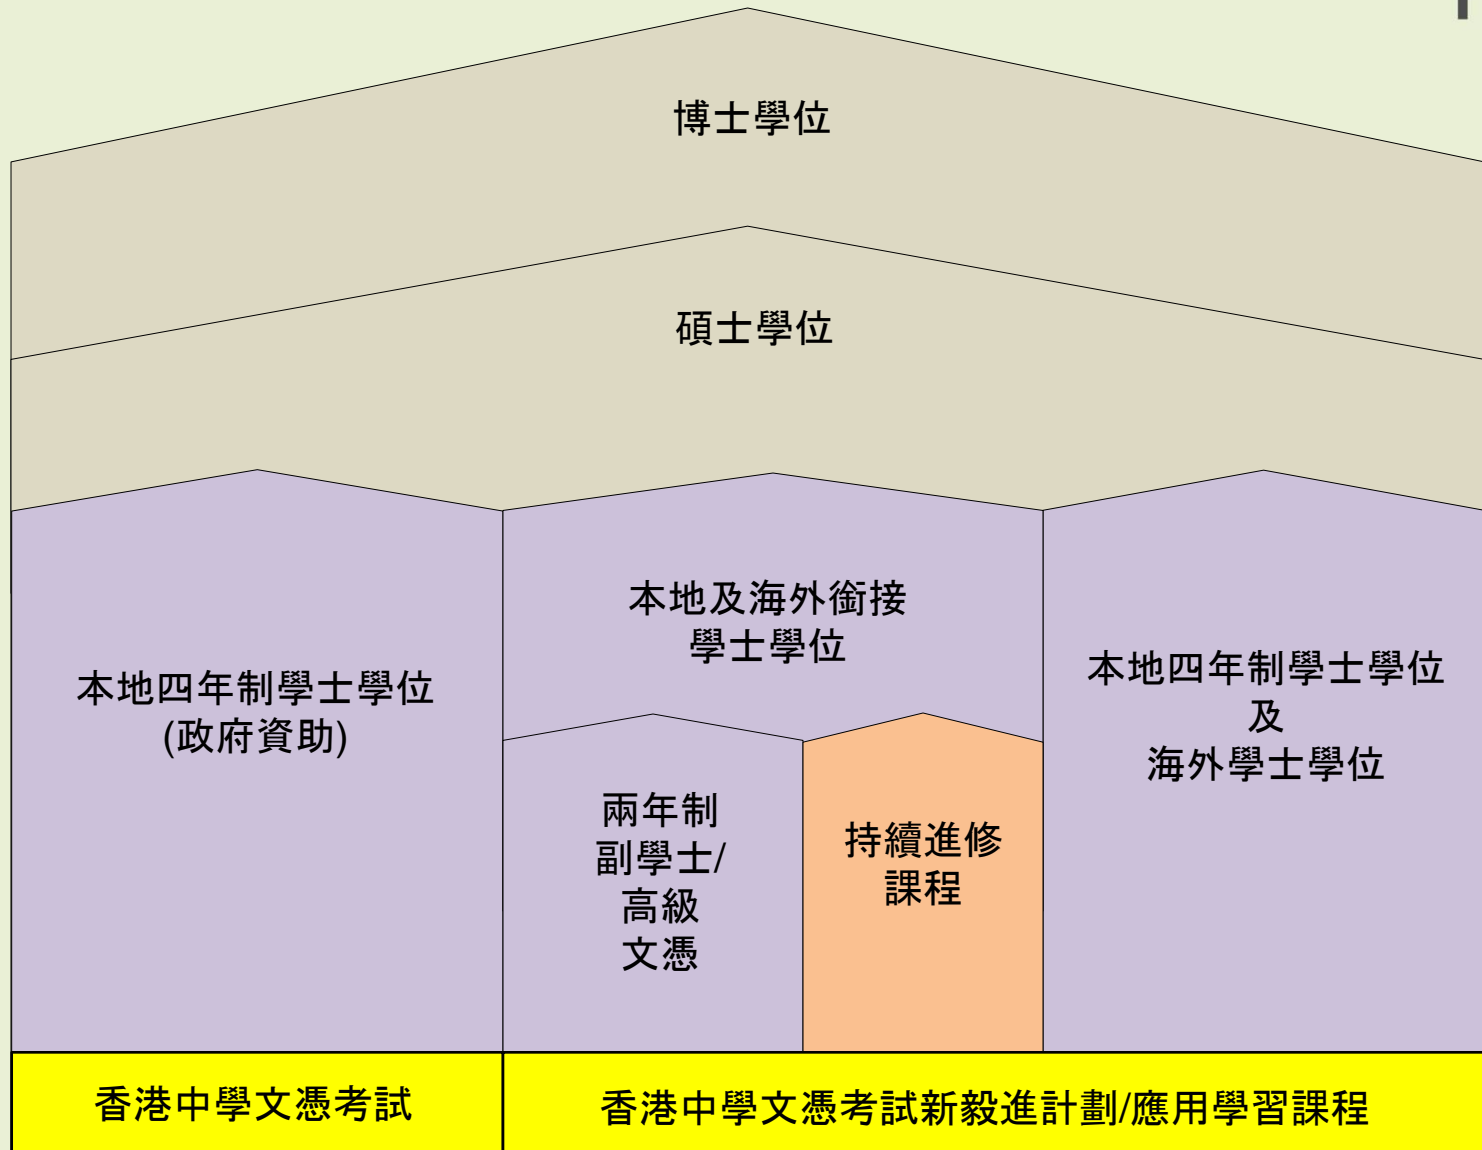 博士學位
碩士學位
本地四年制學士學位
(政府資助)
本地及海外銜接
學士學位
兩年制
副學士/
高級
文憑
持續進修
課程
本地四年制學士學位
及
海外學士學位
香港中學文憑考試
香港中學文憑考試新毅進計劃/應用學習課程